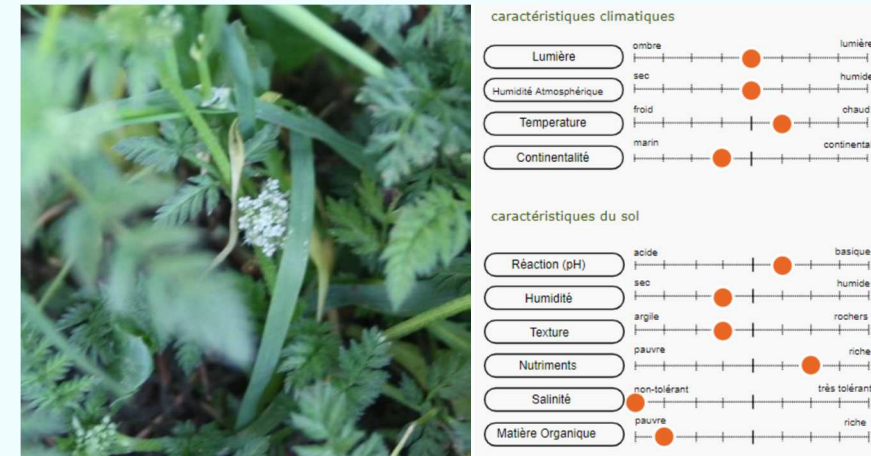 caractéristiques climatiques
Lumière ombre lumière
Humidité Atmosphérique sec humide
Temperature froid chaud
Continentalité marin continental
caractéristiques du sol
Réaction (pH) acide basique
Humidité sec humide
Texture argile rochers
Nutriments pauvre riche
Salinité non-tolérant très tolérant
Matière Organique pauvre riche